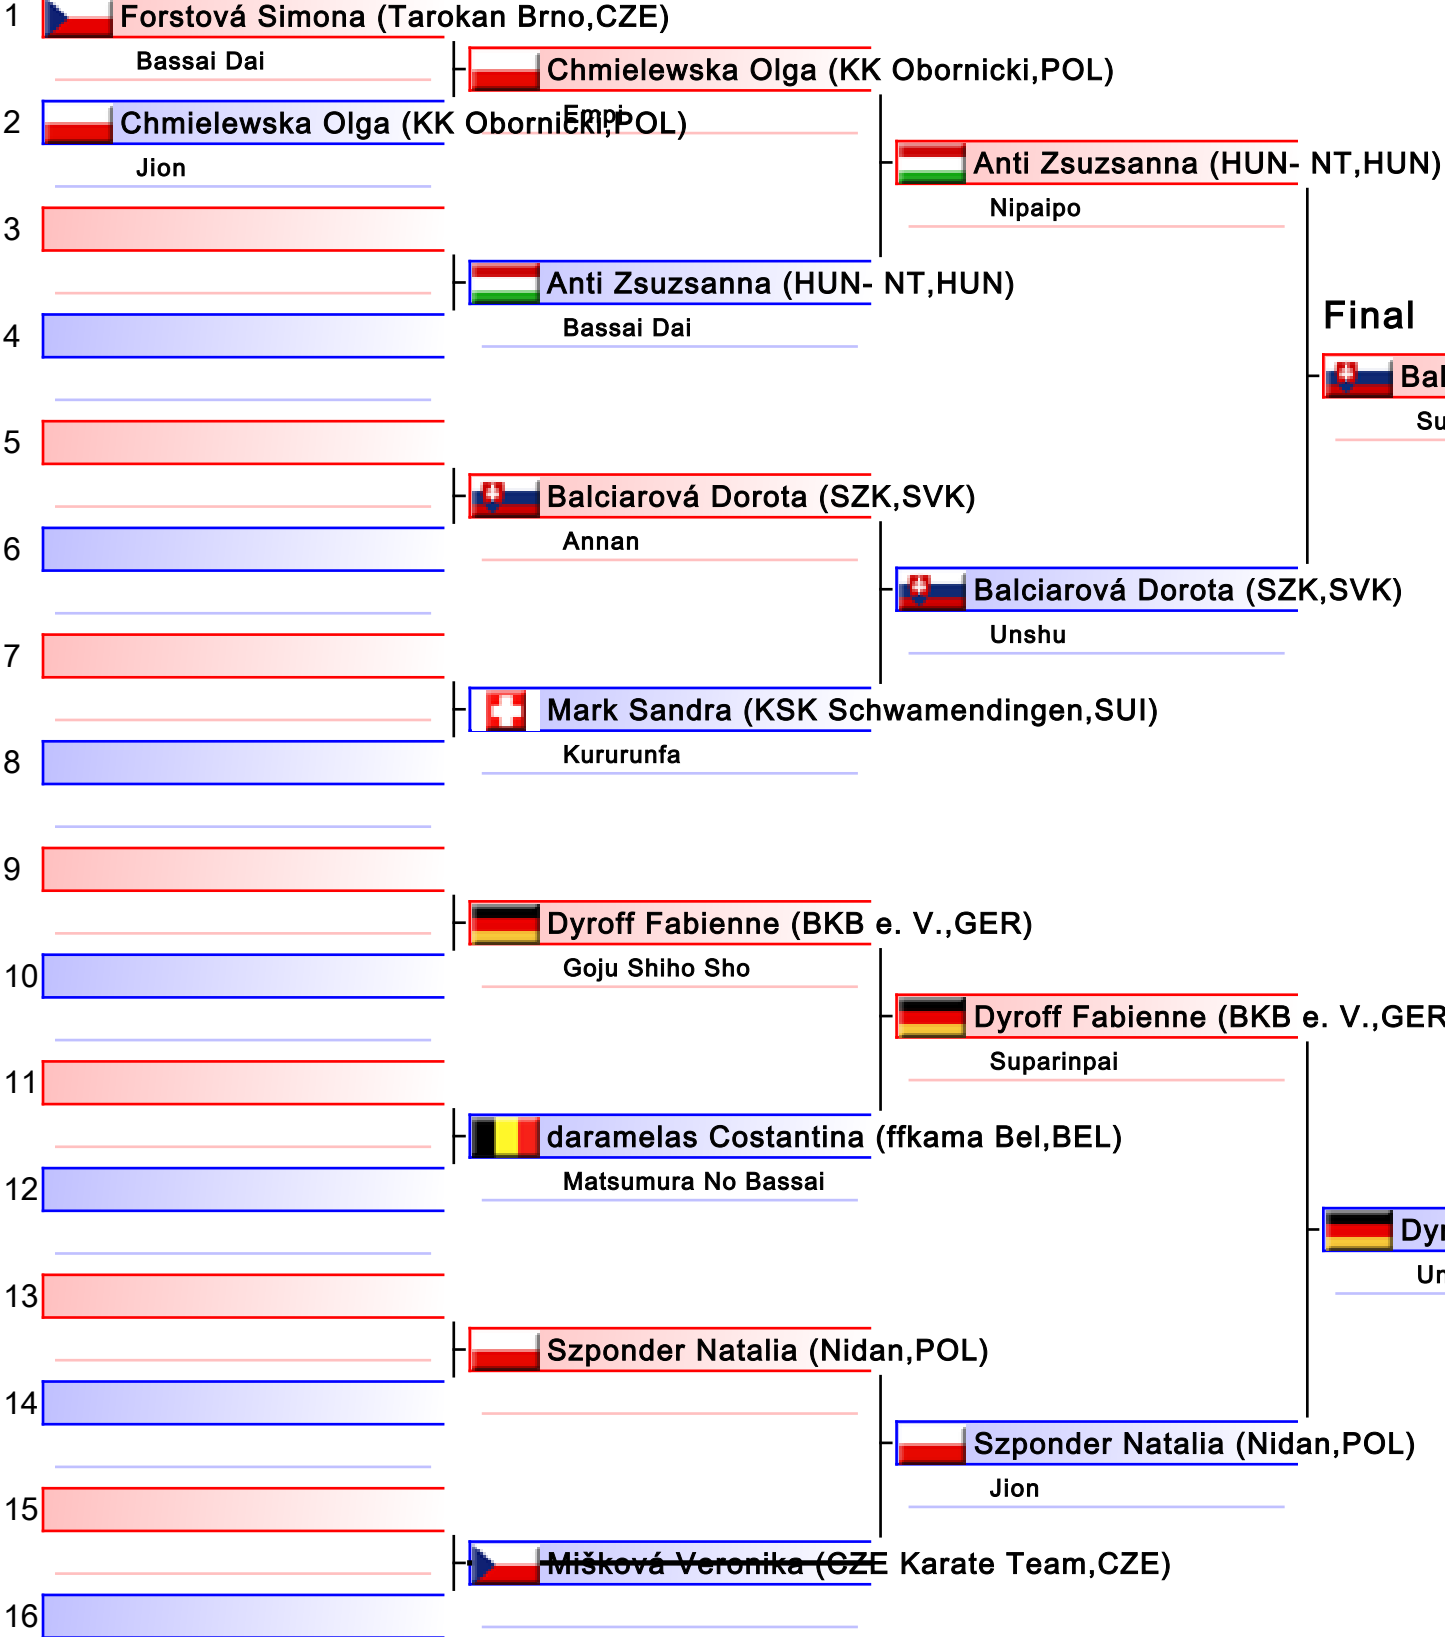 1
Forstová Simona (Tarokan Brno,CZE)
Bassai Dai
Chmielewska Olga (KK Obornicki,POL)
Empi
2
Chmielewska Olga (KK Obornicki,POL)
Jion
Anti Zsuzsanna (HUN- NT,HUN)
Nipaipo
3
Anti Zsuzsanna (HUN- NT,HUN)
Bassai Dai
4
Final
Bal
Su
5
Balciarová Dorota (SZK,SVK)
Annan
6
Balciarová Dorota (SZK,SVK)
Unshu
7
Mark Sandra (KSK Schwamendingen,SUI)
Kururunfa
8
9
Dyroff Fabienne (BKB e. V.,GER)
Goju Shiho Sho
10
Dyroff Fabienne (BKB e. V.,GER
Suparinpai
11
daramelas Costantina (ffkama Bel,BEL)
Matsumura No Bassai
12
Dyr
Un
13
Szponder Natalia (Nidan,POL)
14
Szponder Natalia (Nidan,POL)
Jion
15
Mišková Veronika (CZE Karate Team,CZE)
16